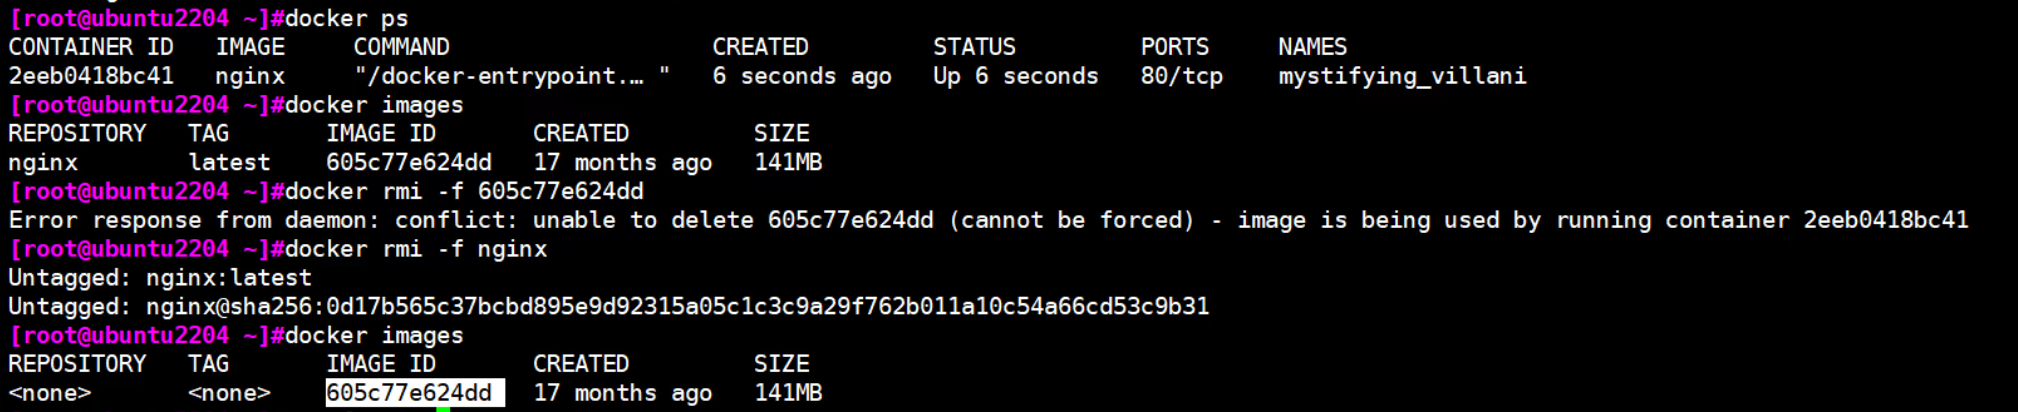 [root@ubuntu2204 ~]#docker ps
CONTAINER ID   IMAGE     COMMAND                   CREATED         STATUS         PORTS     NAMES
2eeb0418bc41   nginx     "/docker-entrypoint.… "   6 seconds ago   Up 6 seconds   80/tcp    mystifying_villani
[root@ubuntu2204 ~]#docker images
REPOSITORY   TAG       IMAGE ID       CREATED         SIZE
nginx        latest    605c77e624dd   17 months ago   141MB
[root@ubuntu2204 ~]#docker rmi -f 605c77e624dd
Error response from daemon: conflict: unable to delete 605c77e624dd (cannot be forced) - image is being used by running container 2eeb0418bc41
[root@ubuntu2204 ~]#docker rmi -f nginx
Untagged: nginx:latest
Untagged: nginx@sha256:0d17b565c37bcbd895e9d92315a05c1c3c9a29f762b011a10c54a66cd53c9b31
[root@ubuntu2204 ~]#docker images
REPOSITORY   TAG       IMAGE ID       CREATED         SIZE
<none>       <none>    605c77e624dd   17 months ago   141MB